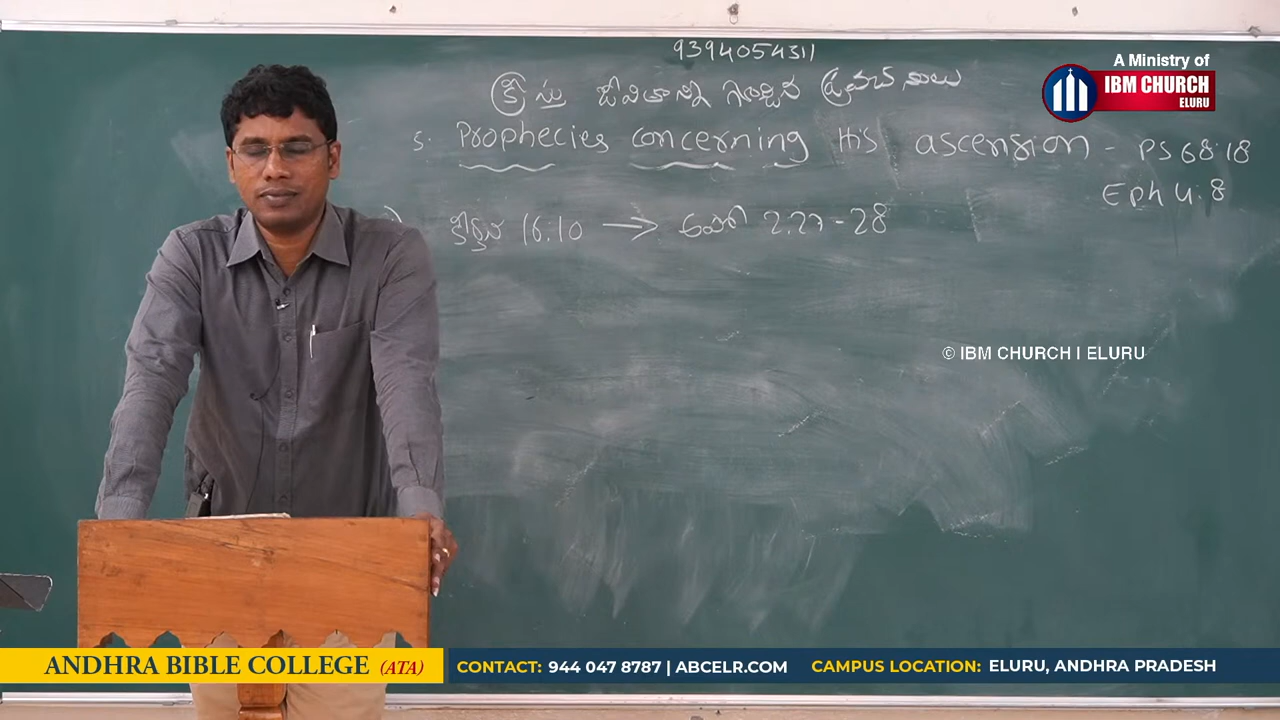 9394054311
క్రీస్తు జీవితాన్ని గూర్చిన ప్రవచనాలు
5. Prophecies concerning His ascension - PS 68:18
Eph 4:8
కీర్తన 16:10 → అపో 2:27-28
A Ministry of
IBM CHURCH
ELURU
© IBM CHURCH I ELURU
ANDHRA BIBLE COLLEGE (ATA)
CONTACT: 944 047 8787 | ABCELR.COM CAMPUS LOCATION: ELURU, ANDHRA PRADESH